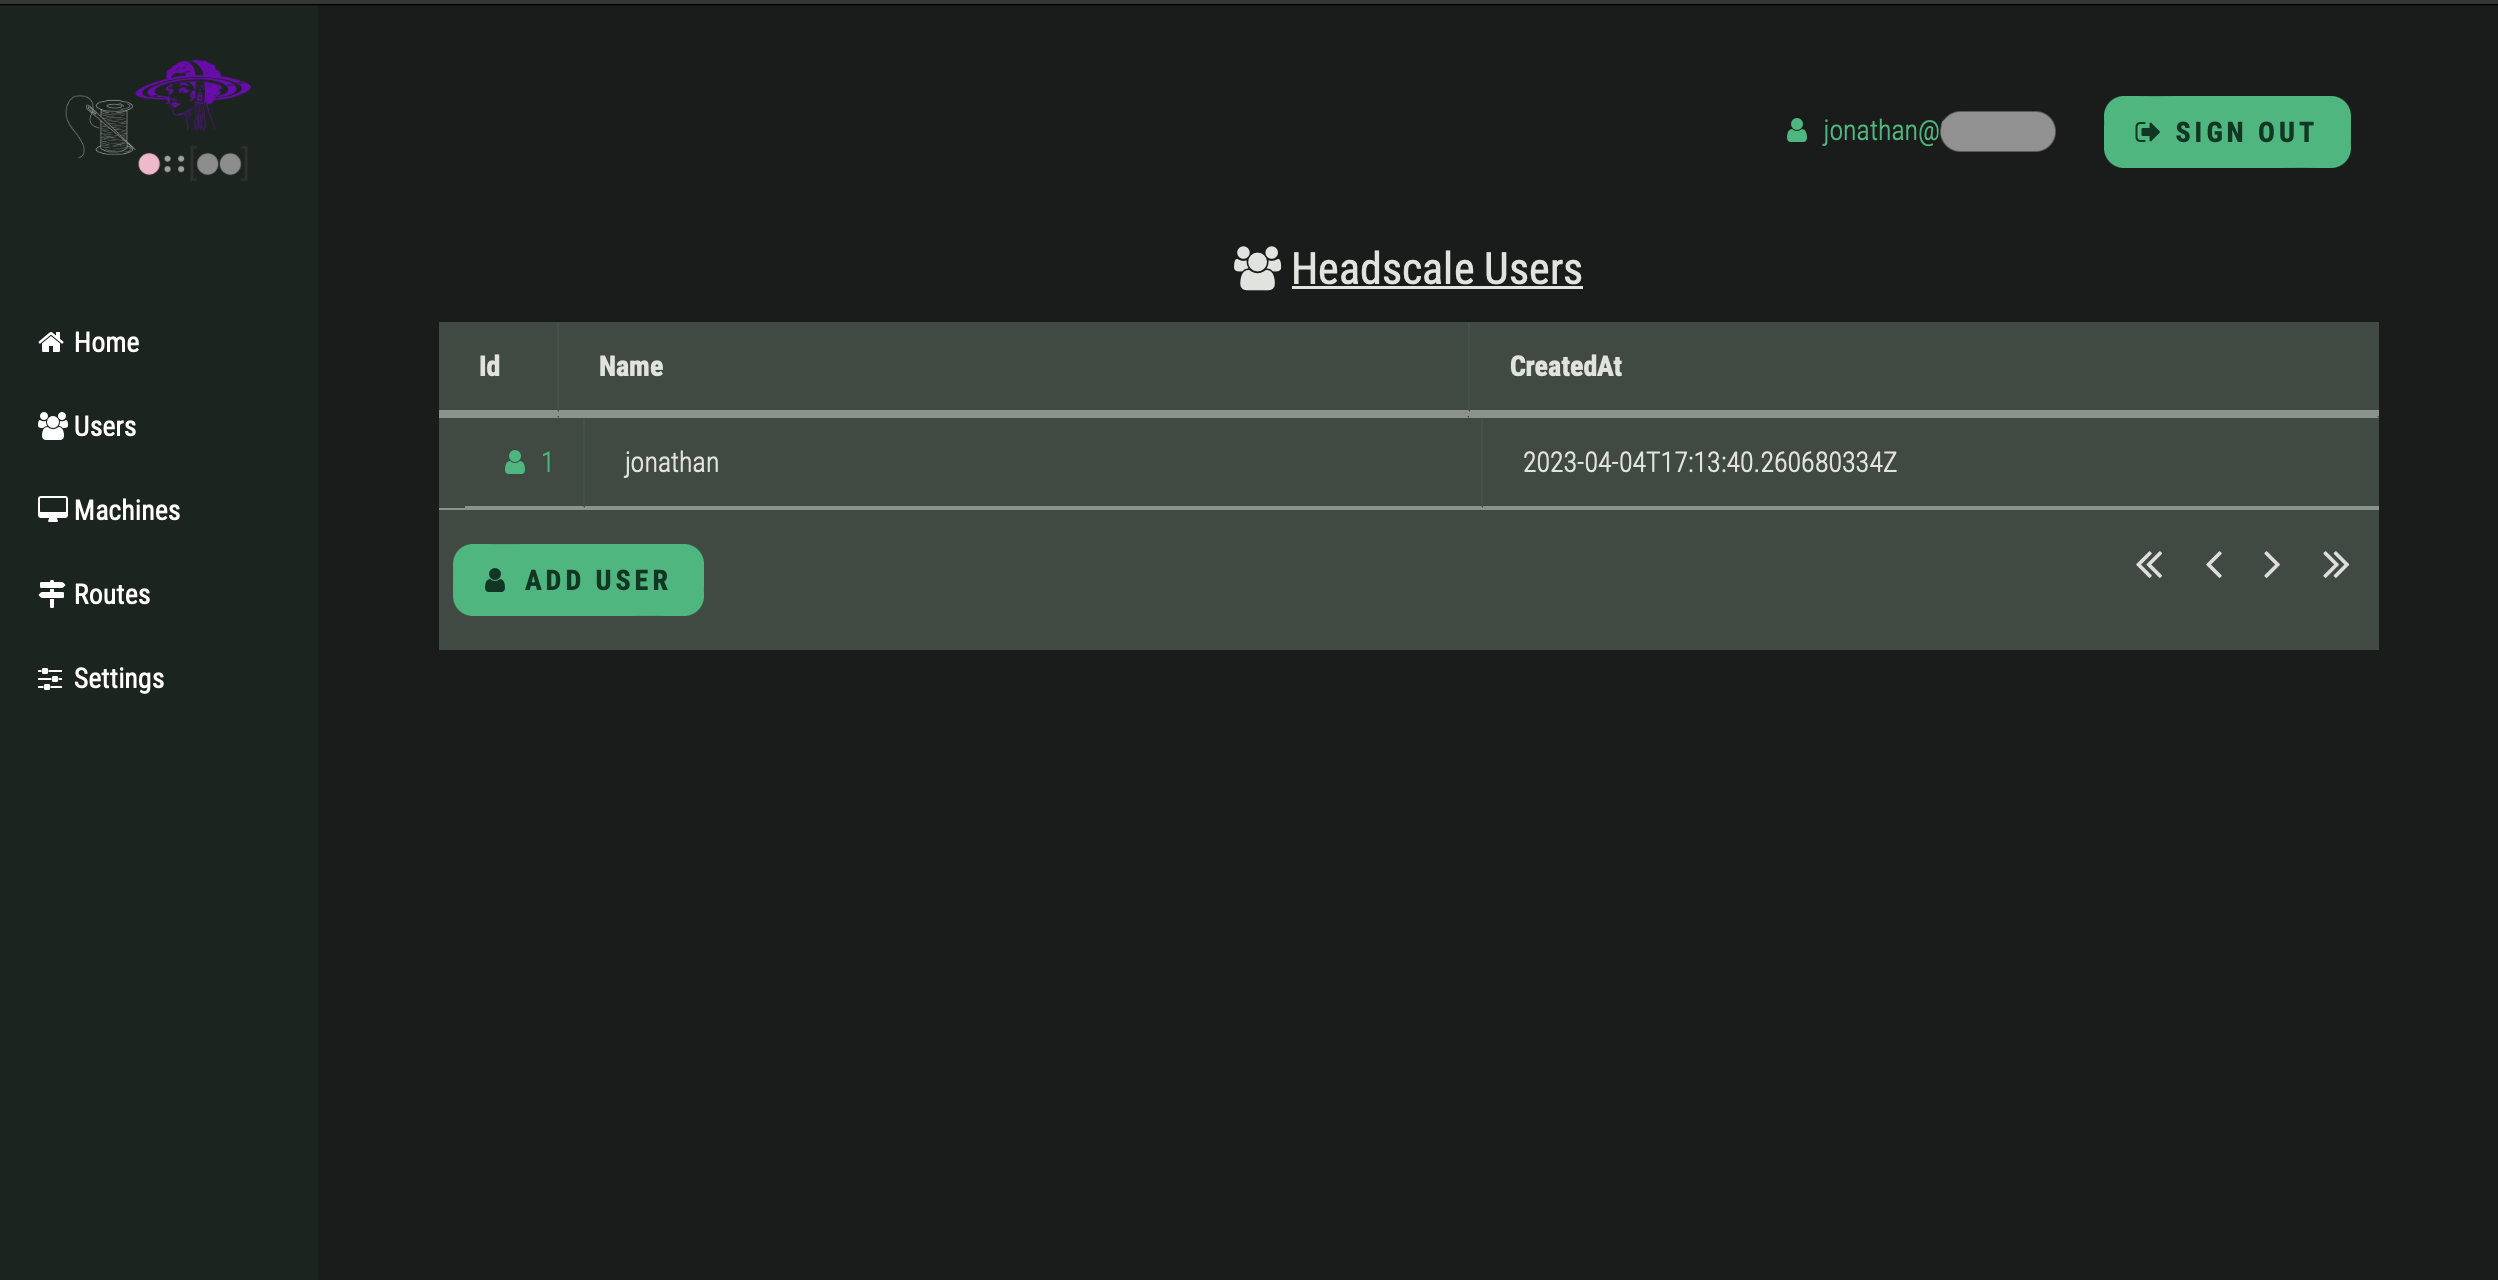 jonathan@
SIGN OUT
Headscale Users
Home
Users
Machines
Routes
Settings
Id Name CreatedAt
1 jonathan 2023-04-04T17:13:40.260680334Z
ADD USER